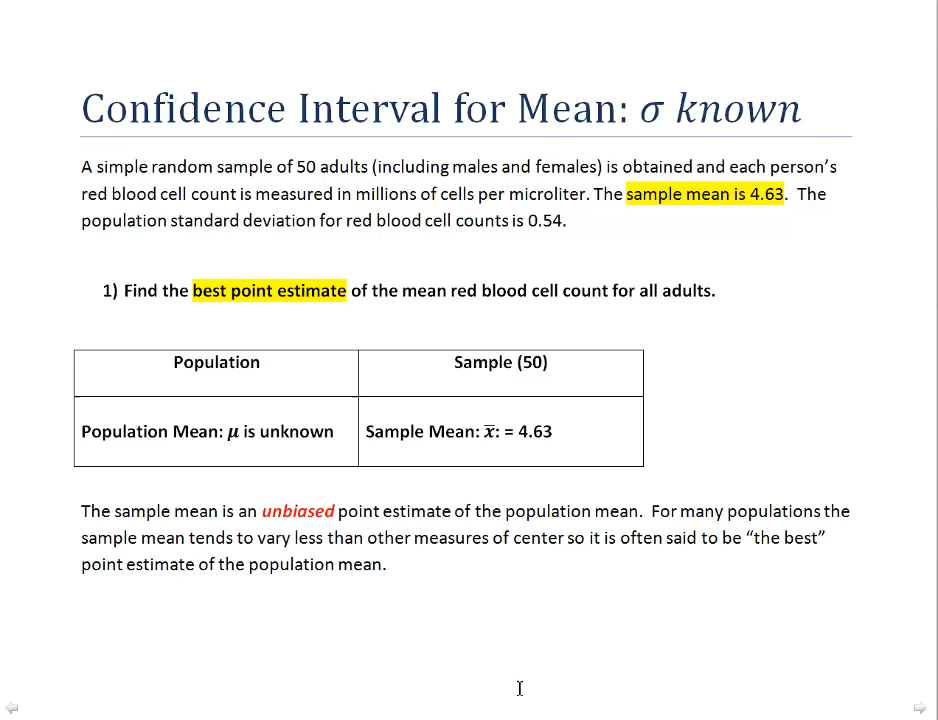 Confidence Interval for Mean: σ known
A simple random sample of 50 adults (including males and females) is obtained and each person's
red blood cell count is measured in millions of cells per microliter. The sample mean is 4.63. The
population standard deviation for red blood cell counts is 0.54.
1) Find the best point estimate of the mean red blood cell count for all adults.
Population Sample (50)
Population Mean: μ is unknown Sample Mean: x̅: = 4.63
The sample mean is an unbiased point estimate of the population mean. For many populations the
sample mean tends to vary less than other measures of center so it is often said to be “the best”
point estimate of the population mean.